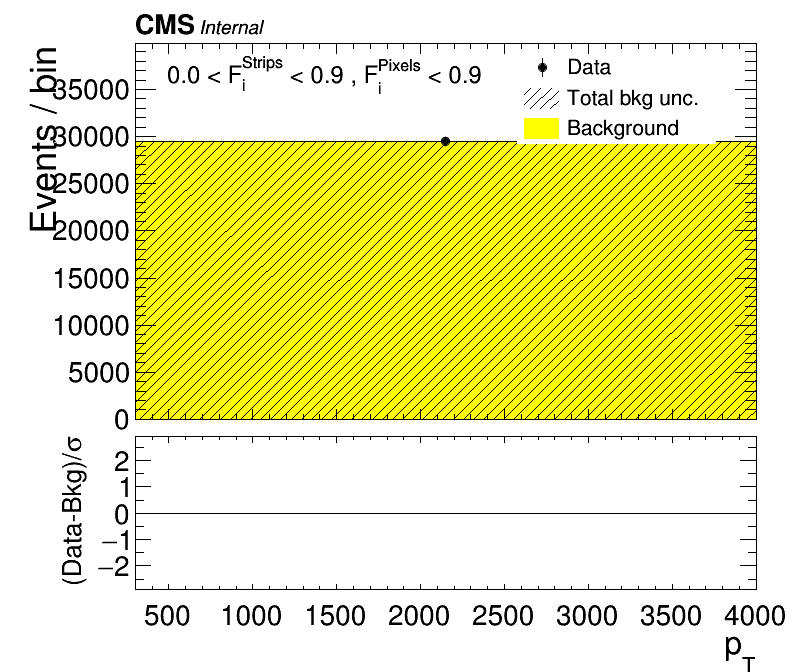 CMS Internal
0.0 < F_i^Strips < 0.9 , F_i^Pixels < 0.9
Data
Total bkg unc.
Background
Events / bin
35000
30000
25000
20000
15000
10000
5000
0
(Data-Bkg)/σ
2
1
0
−1
−2
500 1000 1500 2000 2500 3000 3500 4000
p_T